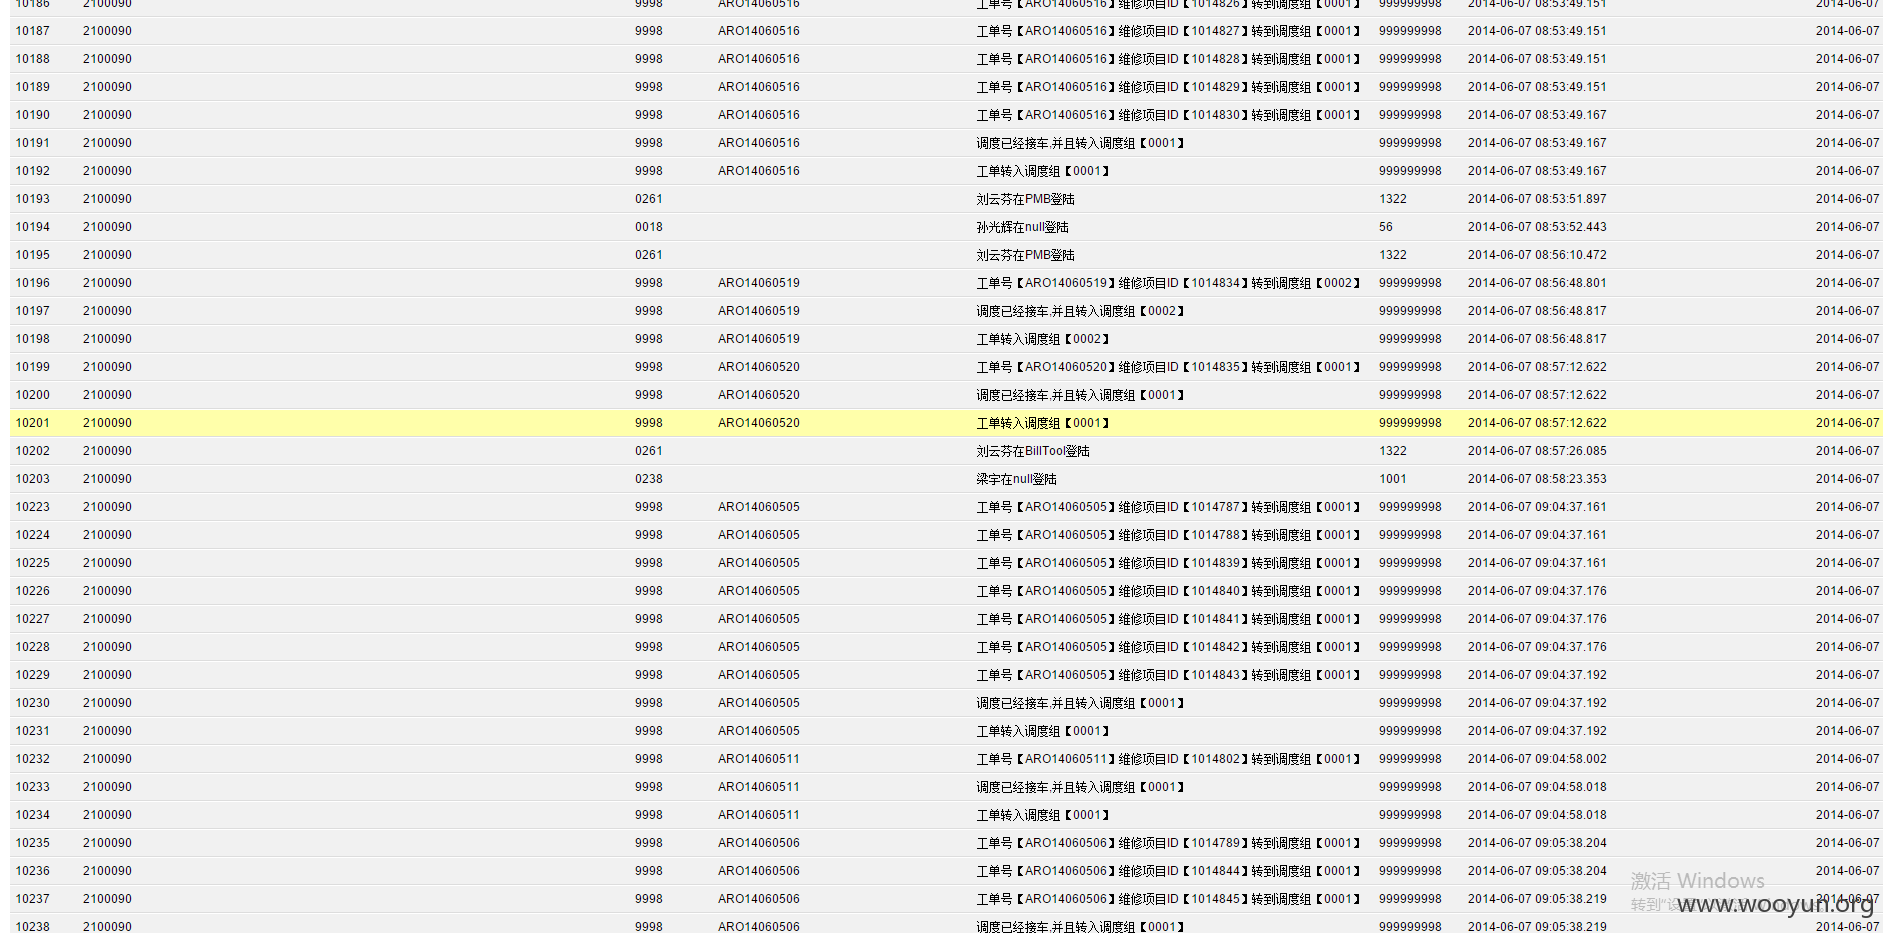 10186 2100090 9998 ARO14060516 工单号【ARO14060516】维修项目ID【1014826】转到调度组【0001】 999999998 2014-06-07 08:53:49.151 2014-06-07
10187 2100090 9998 ARO14060516 工单号【ARO14060516】维修项目ID【1014827】转到调度组【0001】 999999998 2014-06-07 08:53:49.151 2014-06-07
10188 2100090 9998 ARO14060516 工单号【ARO14060516】维修项目ID【1014828】转到调度组【0001】 999999998 2014-06-07 08:53:49.151 2014-06-07
10189 2100090 9998 ARO14060516 工单号【ARO14060516】维修项目ID【1014829】转到调度组【0001】 999999998 2014-06-07 08:53:49.151 2014-06-07
10190 2100090 9998 ARO14060516 工单号【ARO14060516】维修项目ID【1014830】转到调度组【0001】 999999998 2014-06-07 08:53:49.167 2014-06-07
10191 2100090 9998 ARO14060516 调度已经接车,并且转入调度组【0001】 999999998 2014-06-07 08:53:49.167 2014-06-07
10192 2100090 9998 ARO14060516 工单转入调度组【0001】 999999998 2014-06-07 08:53:49.167 2014-06-07
10193 2100090 0261 刘云芬在PMB登陆 1322 2014-06-07 08:53:51.897 2014-06-07
10194 2100090 0018 孙光辉在null登陆 56 2014-06-07 08:53:52.443 2014-06-07
10195 2100090 0261 刘云芬在PMB登陆 1322 2014-06-07 08:56:10.472 2014-06-07
10196 2100090 9998 ARO14060519 工单号【ARO14060519】维修项目ID【1014834】转到调度组【0002】 999999998 2014-06-07 08:56:48.801 2014-06-07
10197 2100090 9998 ARO14060519 调度已经接车,并且转入调度组【0002】 999999998 2014-06-07 08:56:48.817 2014-06-07
10198 2100090 9998 ARO14060519 工单转入调度组【0002】 999999998 2014-06-07 08:56:48.817 2014-06-07
10199 2100090 9998 ARO14060520 工单号【ARO14060520】维修项目ID【1014835】转到调度组【0001】 999999998 2014-06-07 08:57:12.622 2014-06-07
10200 2100090 9998 ARO14060520 调度已经接车,并且转入调度组【0001】 999999998 2014-06-07 08:57:12.622 2014-06-07
10201 2100090 9998 ARO14060520 工单转入调度组【0001】 999999998 2014-06-07 08:57:12.622 2014-06-07
10202 2100090 0261 刘云芬在BillTool登陆 1322 2014-06-07 08:57:26.085 2014-06-07
10203 2100090 0238 梁宇在null登陆 1001 2014-06-07 08:58:23.353 2014-06-07
10223 2100090 9998 ARO14060505 工单号【ARO14060505】维修项目ID【1014787】转到调度组【0001】 999999998 2014-06-07 09:04:37.161 2014-06-07
10224 2100090 9998 ARO14060505 工单号【ARO14060505】维修项目ID【1014788】转到调度组【0001】 999999998 2014-06-07 09:04:37.161 2014-06-07
10225 2100090 9998 ARO14060505 工单号【ARO14060505】维修项目ID【1014839】转到调度组【0001】 999999998 2014-06-07 09:04:37.161 2014-06-07
10226 2100090 9998 ARO14060505 工单号【ARO14060505】维修项目ID【1014840】转到调度组【0001】 999999998 2014-06-07 09:04:37.176 2014-06-07
10227 2100090 9998 ARO14060505 工单号【ARO14060505】维修项目ID【1014841】转到调度组【0001】 999999998 2014-06-07 09:04:37.176 2014-06-07
10228 2100090 9998 ARO14060505 工单号【ARO14060505】维修项目ID【1014842】转到调度组【0001】 999999998 2014-06-07 09:04:37.176 2014-06-07
10229 2100090 9998 ARO14060505 工单号【ARO14060505】维修项目ID【1014843】转到调度组【0001】 999999998 2014-06-07 09:04:37.192 2014-06-07
10230 2100090 9998 ARO14060505 调度已经接车,并且转入调度组【0001】 999999998 2014-06-07 09:04:37.192 2014-06-07
10231 2100090 9998 ARO14060505 工单转入调度组【0001】 999999998 2014-06-07 09:04:37.192 2014-06-07
10232 2100090 9998 ARO14060511 工单号【ARO14060511】维修项目ID【1014802】转到调度组【0001】 999999998 2014-06-07 09:04:58.002 2014-06-07
10233 2100090 9998 ARO14060511 调度已经接车,并且转入调度组【0001】 999999998 2014-06-07 09:04:58.018 2014-06-07
10234 2100090 9998 ARO14060511 工单转入调度组【0001】 999999998 2014-06-07 09:04:58.018 2014-06-07
10235 2100090 9998 ARO14060506 工单号【ARO14060506】维修项目ID【1014789】转到调度组【0001】 999999998 2014-06-07 09:05:38.204 2014-06-07
10236 2100090 9998 ARO14060506 工单号【ARO14060506】维修项目ID【1014844】转到调度组【0001】 999999998 2014-06-07 09:05:38.204 2014-06-07
激活 Windows
10237 2100090 9998 ARO14060506 工单号【ARO14060506】维修项目ID【1014845】转到调度组【0001】 999999998 2014-06-07 09:05:38.219 2014-06-07
转到"设
www.wooyun.org
10238 2100090 9998 ARO14060506 调度已经接车,并且转入调度组【0001】 999999998 2014-06-07 09:05:38.219 2014-06-07